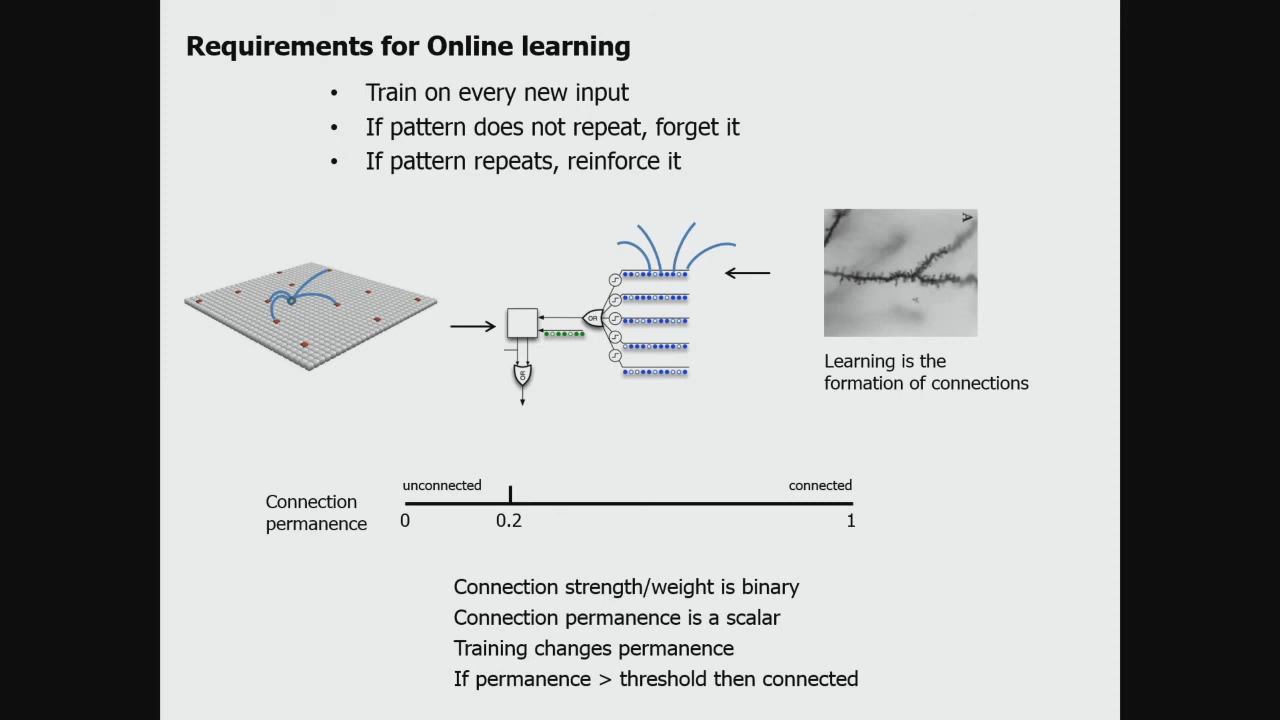 Requirements for Online learning
• Train on every new input
• If pattern does not repeat, forget it
• If pattern repeats, reinforce it
A
OR
OR
Learning is the
formation of connections
unconnected
connected
Connection
permanence
0
0.2
1
Connection strength/weight is binary
Connection permanence is a scalar
Training changes permanence
If permanence > threshold then connected